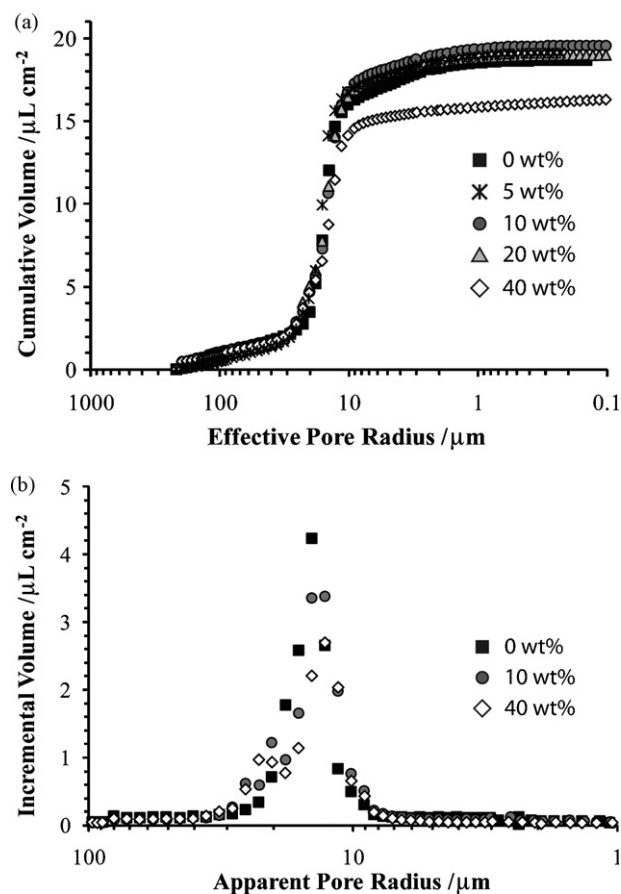 (a)
20
15
10
5
0
Cumulative Volume /μL cm⁻²
0 wt%
5 wt%
10 wt%
20 wt%
40 wt%
1000 100 10 1 0.1
Effective Pore Radius /μm
(b)
5
4
3
2
1
0
Incremental Volume /μL cm⁻²
0 wt%
10 wt%
40 wt%
100 10 1
Apparent Pore Radius /μm